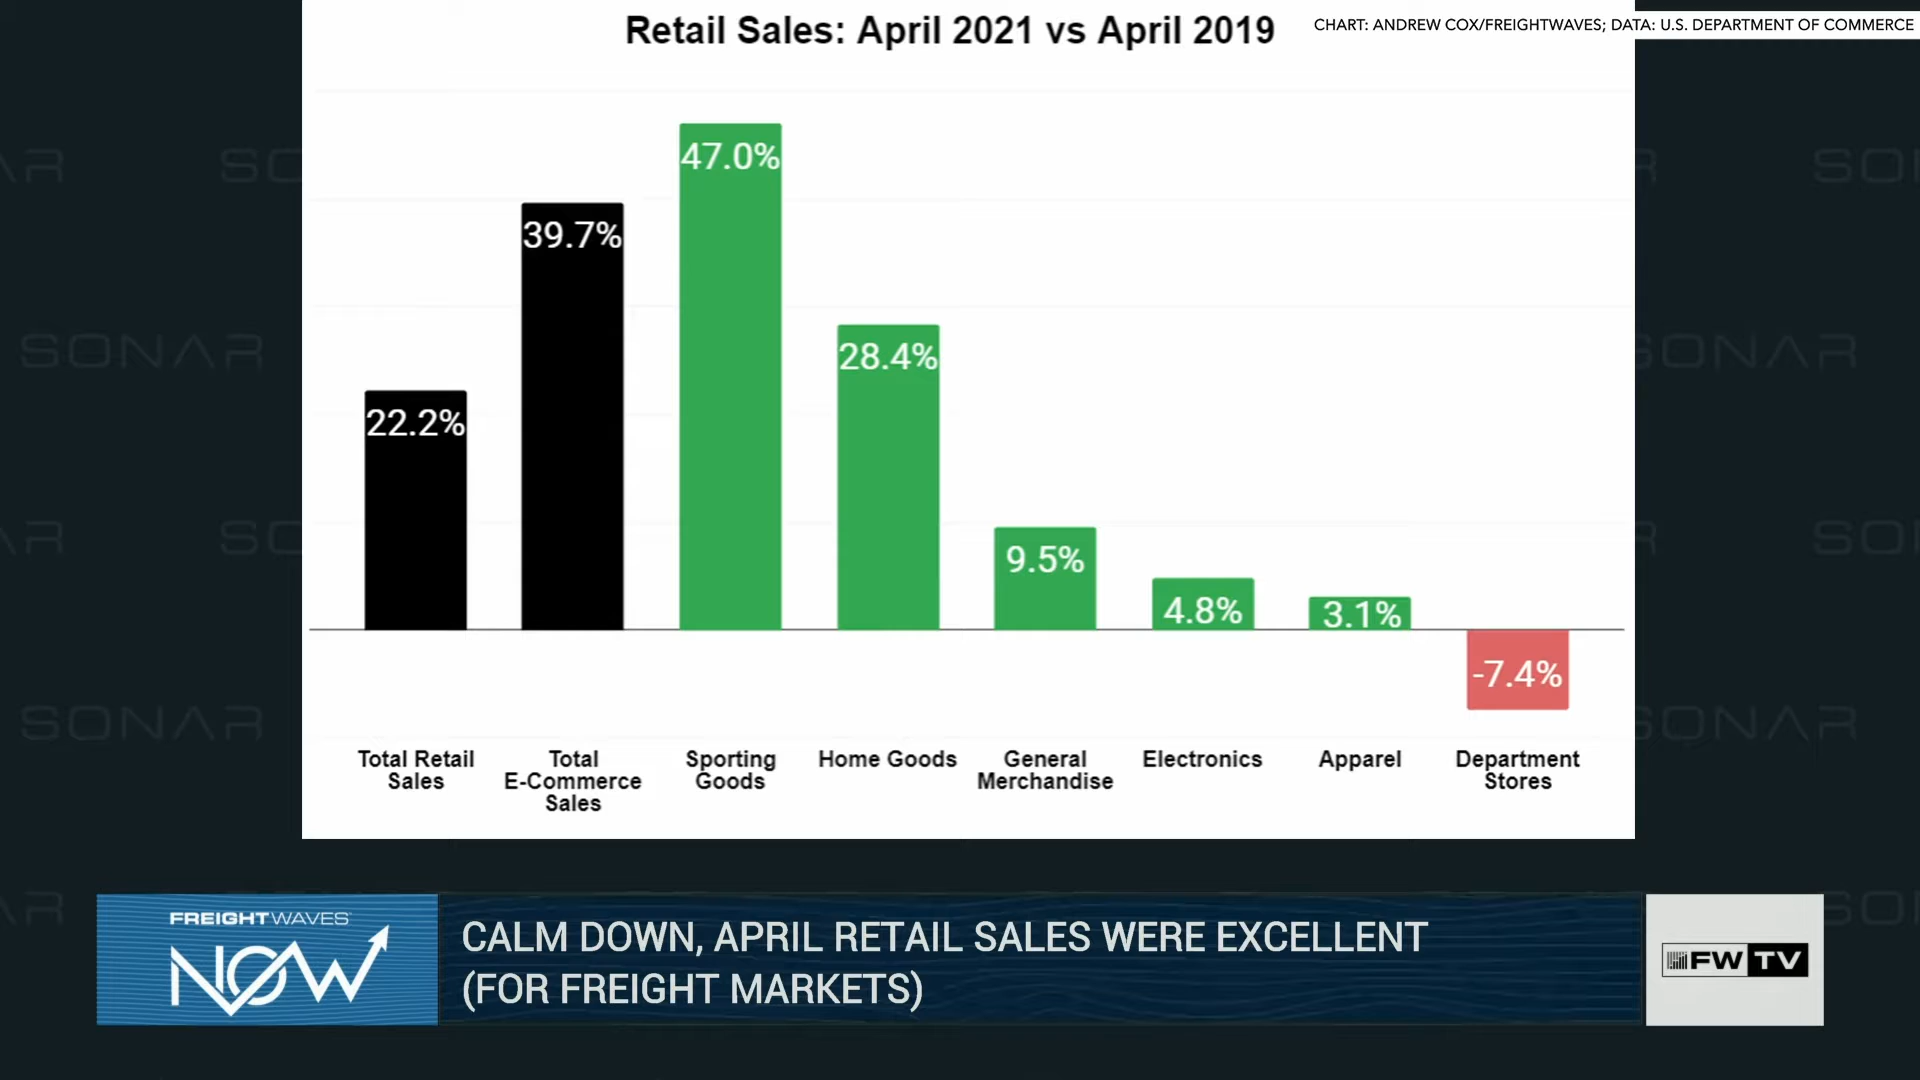 Retail Sales: April 2021 vs April 2019
CHART: ANDREW COX/FREIGHTWAVES; DATA: U.S. DEPARTMENT OF COMMERCE
47.0%
39.7%
28.4%
22.2%
9.5%
4.8%
3.1%
-7.4%
Total Retail
Sales
Total
E-Commerce
Sales
Sporting
Goods
Home Goods
General
Merchandise
Electronics
Apparel
Department
Stores
SONAR
SONAR
SONAR
SONAR
FREIGHTWAVES
NOW
CALM DOWN, APRIL RETAIL SALES WERE EXCELLENT
(FOR FREIGHT MARKETS)
FW TV